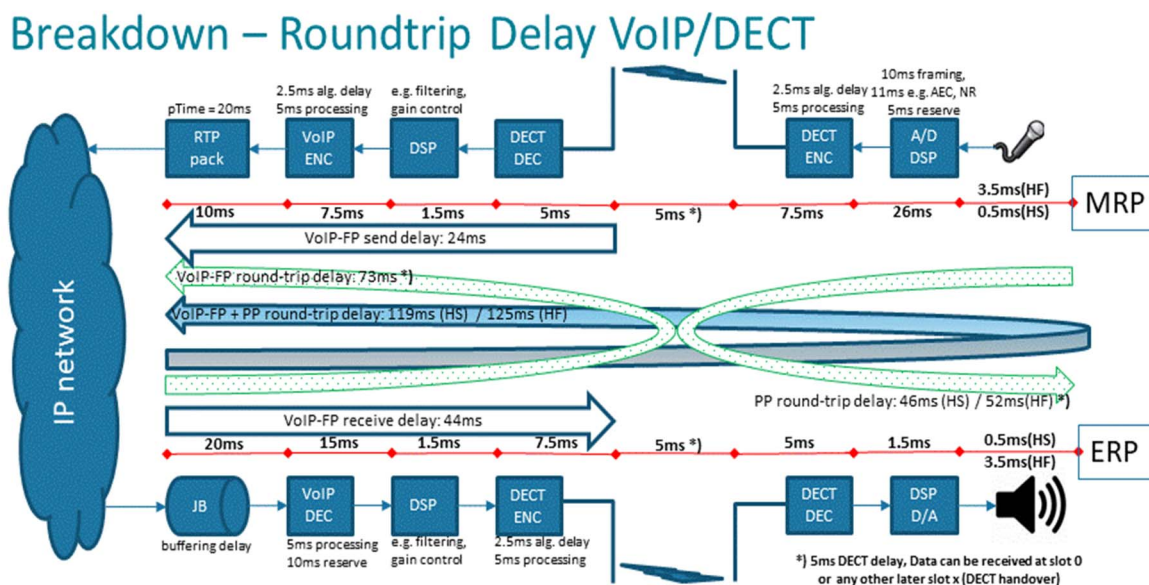 Breakdown – Roundtrip Delay VoIP/DECT
pTime = 20ms
2.5ms alg. delay
5ms processing
e.g. filtering,
gain control
2.5ms alg. delay
5ms processing
10ms framing,
11ms e.g. AEC, NR
5ms reserve
RTP
pack
VoIP
ENC
DSP
DECT
DEC
DECT
ENC
A/D
DSP
10ms
7.5ms
1.5ms
5ms
5ms *)
7.5ms
26ms
3.5ms(HF)
0.5ms(HS)
MRP
VoIP-FP send delay: 24ms
VoIP-FP round-trip delay: 73ms *)
VoIP-FP + PP round-trip delay: 119ms (HS) / 125ms (HF)
IP network
PP round-trip delay: 46ms (HS) / 52ms(HF) *)
VoIP-FP receive delay: 44ms
20ms
15ms
1.5ms
7.5ms
5ms *)
5ms
1.5ms
0.5ms(HS)
3.5ms(HF)
ERP
JB
VoIP
DEC
DSP
DECT
ENC
DECT
DEC
DSP
D/A
buffering delay
5ms processing
10ms reserve
e.g. filtering,
gain control
2.5ms alg. delay
5ms processing
*) 5ms DECT delay, Data can be received at slot 0
or any other later slot x (DECT handover)